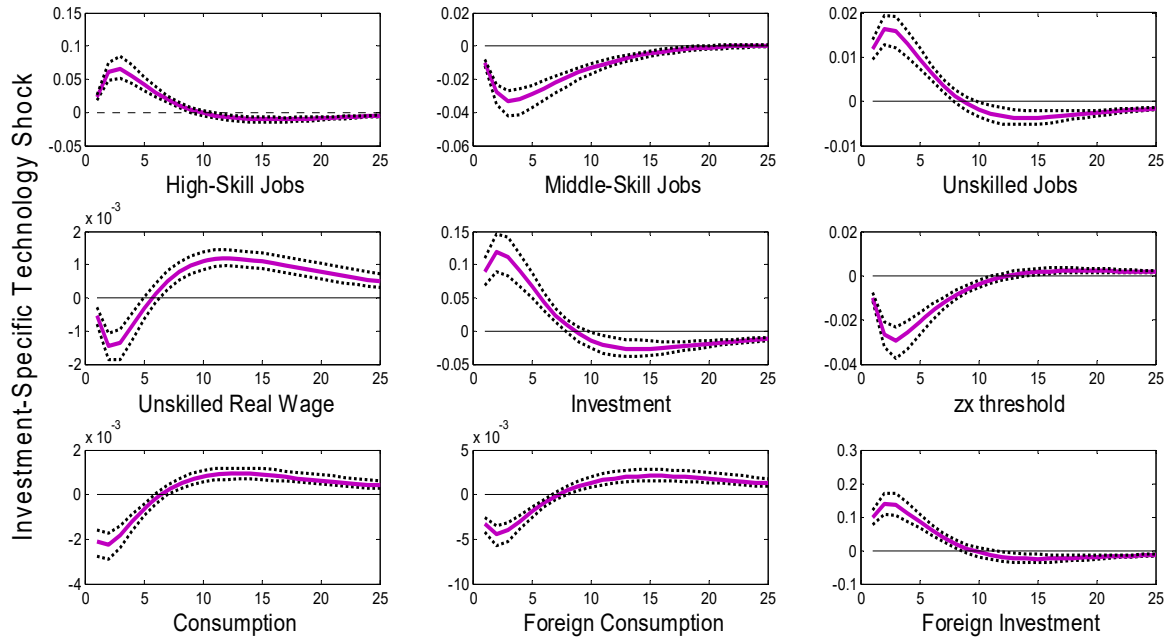 Investment-Specific Technology Shock
0.15
0.1
0.05
0
-0.05
0 5 10 15 20 25
High-Skill Jobs
0.02
0
-0.02
-0.04
-0.06
0 5 10 15 20 25
Middle-Skill Jobs
0.02
0.01
0
-0.01
0 5 10 15 20 25
Unskilled Jobs
x 10-3
2
1
0
-1
-2
0 5 10 15 20 25
Unskilled Real Wage
0.15
0.1
0.05
0
-0.05
0 5 10 15 20 25
Investment
0.02
0
-0.02
-0.04
0 5 10 15 20 25
zx threshold
x 10-3
2
0
-2
-4
0 5 10 15 20 25
Consumption
x 10-3
5
0
-5
-10
0 5 10 15 20 25
Foreign Consumption
0.3
0.2
0.1
0
-0.1
0 5 10 15 20 25
Foreign Investment